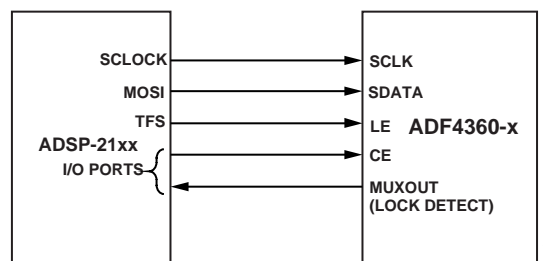 SCLOCK
MOSI
TFS
ADSP-21xx
I/O PORTS
SCLK
SDATA
LE
ADF4360-x
CE
MUXOUT
(LOCK DETECT)